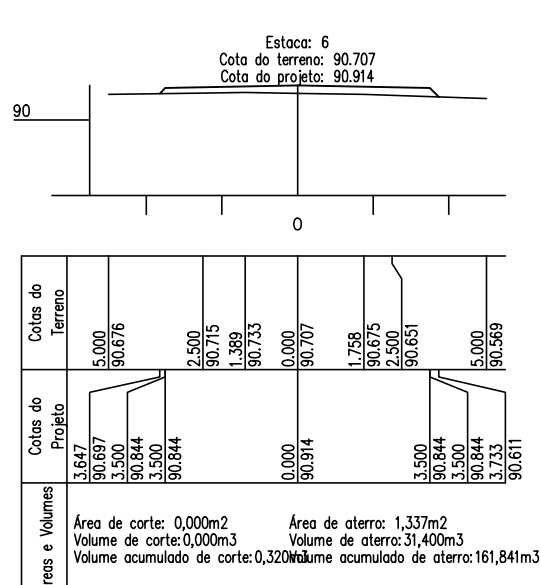 Estaca: 6
Cota do terreno: 90.707
Cota do projeto: 90.914
90
0
Cotas do
Terreno
5.000
90.676
2.500
90.715
1.389
90.733
0.000
90.707
1.758
90.675
2.500
90.651
5.000
90.569
Cotas do
Projeto
3.647
90.697
3.500
90.844
3.500
90.844
0.000
90.914
3.500
90.844
3.500
90.844
3.733
90.611
reas e Volumes
Área de corte: 0,000m2
Área de aterro: 1,337m2
Volume de corte:0,000m3
Volume de aterro:31,400m3
Volume acumulado de corte:0,320m3
Volume acumulado de aterro:161,841m3